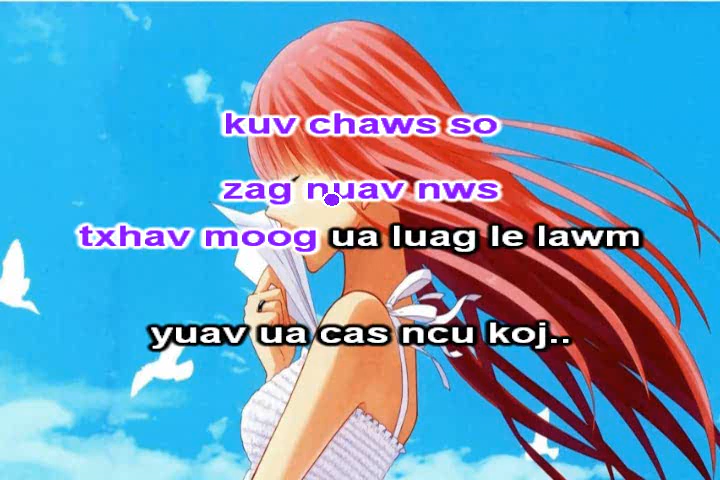 kuv chaws so
zag nuav nws
txhav moog ua luag le lawm
yuav ua cas ncu koj..